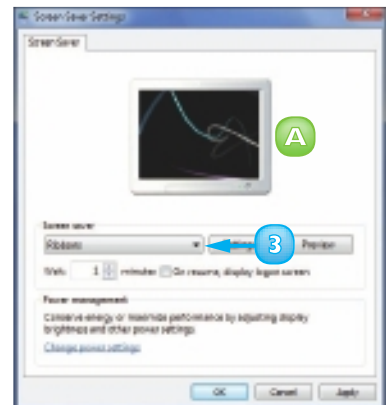 Screen Saver Settings
Screen Saver
A
Screen saver
Ribbons
3
Preview
Wait: 1 minutes On resume, display logon screen
Power management
Conserve energy or maximize performance by adjusting display
brightness and other power settings.
Change power settings
OK Cancel Apply